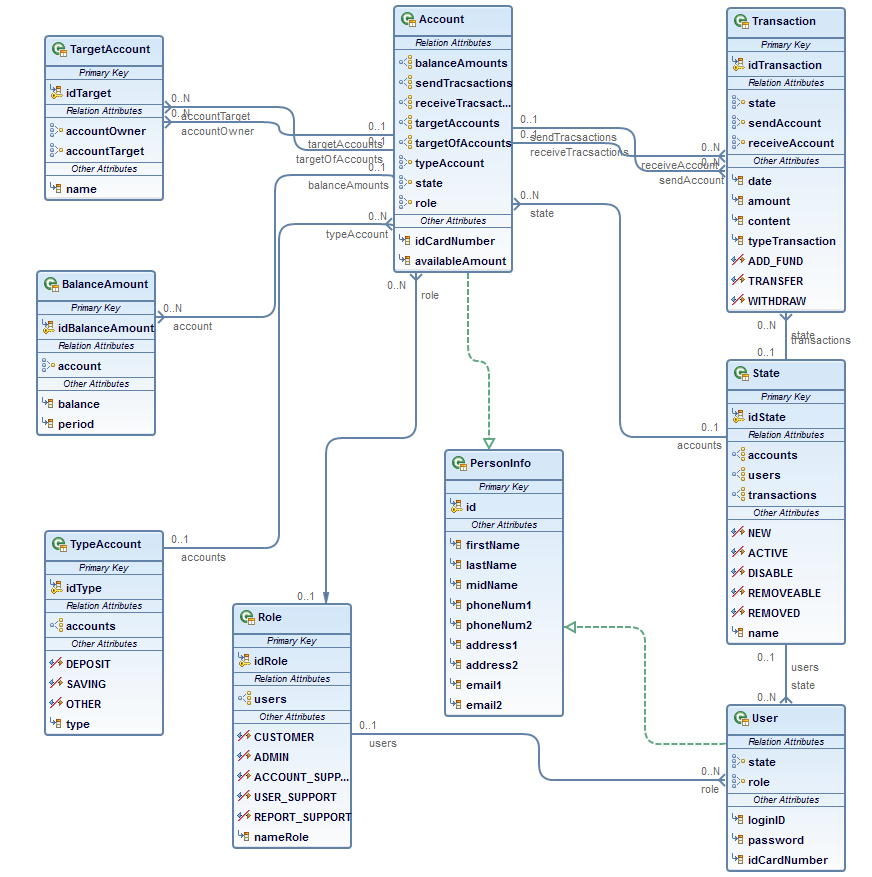 TargetAccount
Primary Key
idTarget
Relation Attributes
accountOwner
accountTarget
Other Attributes
name
Account
Relation Attributes
balanceAmounts
sendTracsactions
receiveTracsact...
targetAccounts
targetOfAccounts
typeAccount
state
role
Other Attributes
idCardNumber
availableAmount
Transaction
Primary Key
idTransaction
Relation Attributes
state
sendAccount
receiveAccount
Other Attributes
date
amount
content
typeTransaction
ADD_FUND
TRANSFER
WITHDRAW
0..N
accountTarget
0..N
accountOwner
0..1
targetAccounts
0..1
targetOfAccounts
0..1
balanceAmounts
0..N
typeAccount
0..1
sendTracsactions
0..1
receiveTracsactions
0..N
receiveAccount
0..N
sendAccount
0..N
state
0..N
role
BalanceAmount
Primary Key
idBalanceAmount
Relation Attributes
account
Other Attributes
balance
period
0..N
account
0..N
state
transactions
0..1
State
Primary Key
idState
Relation Attributes
accounts
users
transactions
Other Attributes
NEW
ACTIVE
DISABLE
REMOVEABLE
REMOVED
name
0..1
accounts
PersonInfo
Primary Key
id
Other Attributes
firstName
lastName
midName
phoneNum1
phoneNum2
address1
address2
email1
email2
TypeAccount
Primary Key
idType
Relation Attributes
accounts
Other Attributes
DEPOSIT
SAVING
OTHER
type
0..1
accounts
0..1
Role
Primary Key
idRole
Relation Attributes
users
Other Attributes
CUSTOMER
ADMIN
ACCOUNT_SUPP...
USER_SUPPORT
REPORT_SUPPORT
nameRole
0..1
users
0..1
users
state
0..N
0..N
role
User
Relation Attributes
state
role
Other Attributes
loginID
password
idCardNumber